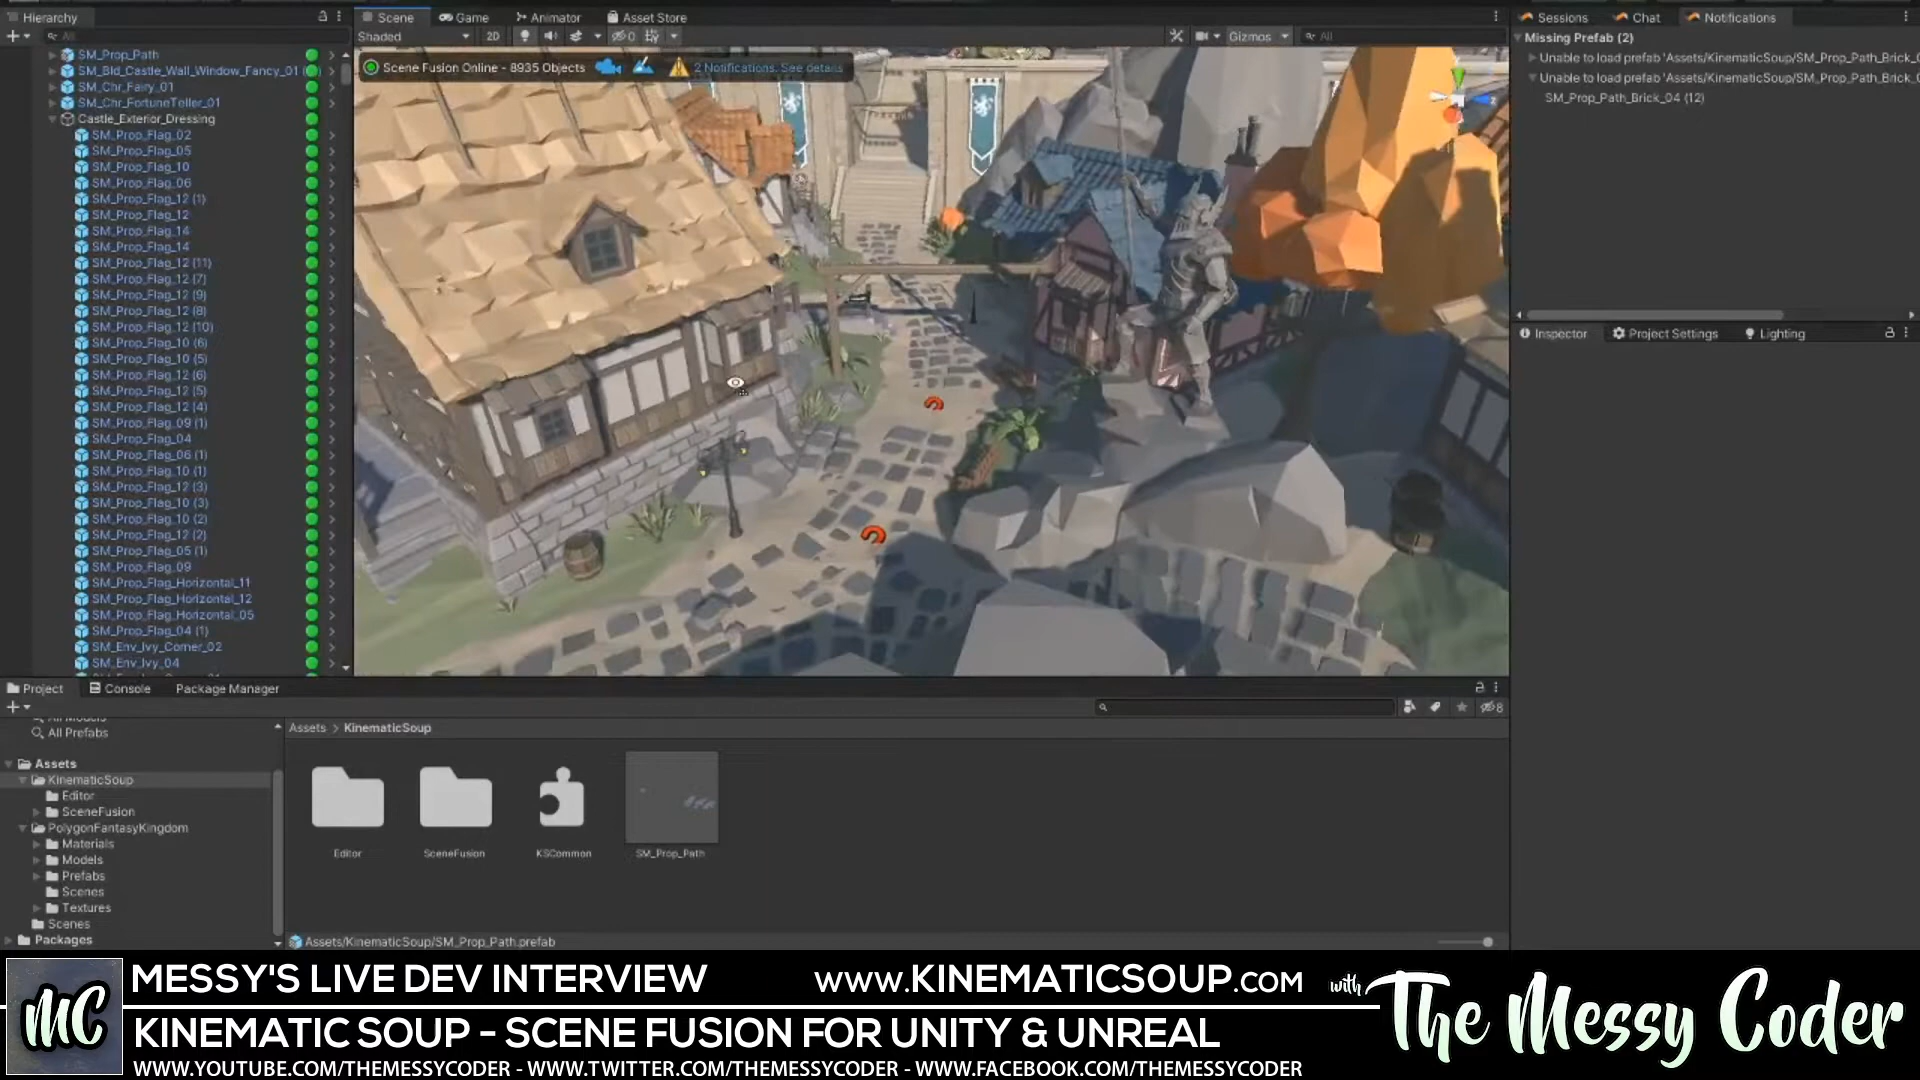 Hierarchy
All
SM_Prop_Path
SM_Bld_Castle_Wall_Window_Fancy_01
SM_Chr_Fairy_01
SM_Chr_FortuneTeller_01
Castle_Exterior_Dressing
SM_Prop_Flag_02
SM_Prop_Flag_05
SM_Prop_Flag_10
SM_Prop_Flag_06
SM_Prop_Flag_12 (1)
SM_Prop_Flag_12
SM_Prop_Flag_14
SM_Prop_Flag_14
SM_Prop_Flag_12 (11)
SM_Prop_Flag_12 (7)
SM_Prop_Flag_12 (9)
SM_Prop_Flag_12 (8)
SM_Prop_Flag_12 (10)
SM_Prop_Flag_10 (6)
SM_Prop_Flag_10 (5)
SM_Prop_Flag_12 (6)
SM_Prop_Flag_12 (5)
SM_Prop_Flag_12 (4)
SM_Prop_Flag_09 (1)
SM_Prop_Flag_04
SM_Prop_Flag_06 (1)
SM_Prop_Flag_10 (1)
SM_Prop_Flag_12 (3)
SM_Prop_Flag_10 (3)
SM_Prop_Flag_10 (2)
SM_Prop_Flag_12 (2)
SM_Prop_Flag_05 (1)
SM_Prop_Flag_09
SM_Prop_Flag_Horizontal_11
SM_Prop_Flag_Horizontal_12
SM_Prop_Flag_Horizontal_05
SM_Prop_Flag_04 (1)
SM_Env_Ivy_Corner_02
SM_Env_Ivy_04
Scene Game Animator Asset Store
Shaded 2D 0 Gizmos All
Scene Fusion Online - 8935 Objects 2 Notifications. See details
Sessions Chat Notifications
Missing Prefab (2)
Unable to load prefab 'Assets/KinematicSoup/SM_Prop_Path_Brick_
Unable to load prefab 'Assets/KinematicSoup/SM_Prop_Path_Brick_
SM_Prop_Path_Brick_04 (12)
Inspector Project Settings Lighting
Project Console Package Manager
8
All Models
All Prefabs
Assets
KinematicSoup
Editor
SceneFusion
PolygonFantasyKingdom
Materials
Models
Prefabs
Scenes
Textures
Scenes
Packages
Assets > KinematicSoup
Editor SceneFusion KSCommon SM_Prop_Path
Assets/KinematicSoup/SM_Prop_Path.prefab
MC
MESSY'S LIVE DEV INTERVIEW WWW.KINEMATICSOUP.COM
KINEMATIC SOUP - SCENE FUSION FOR UNITY & UNREAL
WWW.YOUTUBE.COM/THEMESSYCODER - WWW.TWITTER.COM/THEMESSYCODER - WWW.FACEBOOK.COM/THEMESSYCODER
with The Messy Coder